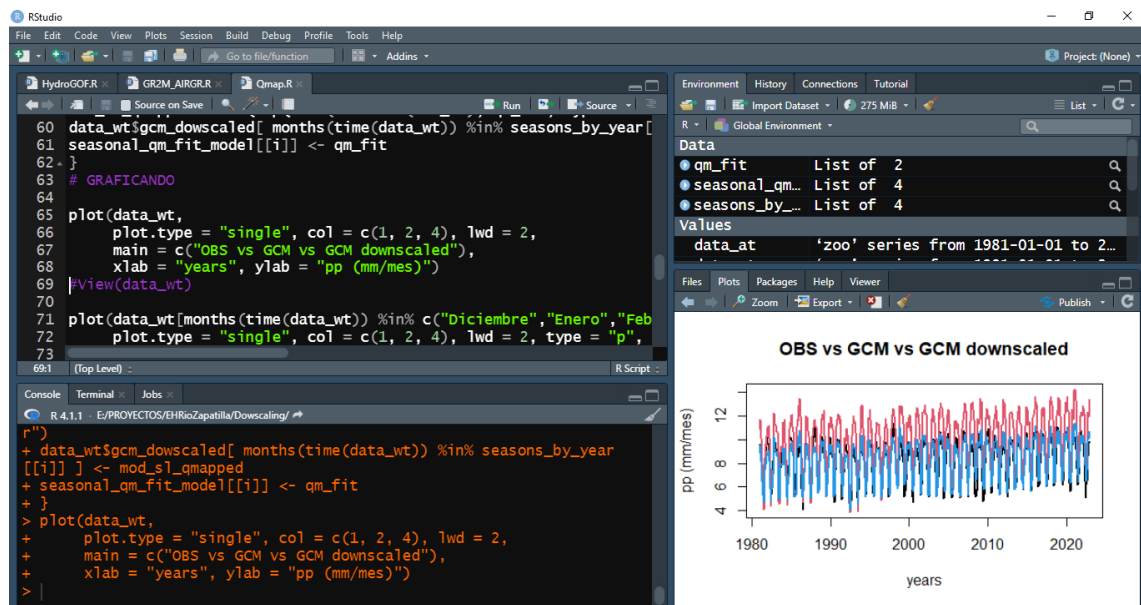 RStudio
File Edit Code View Plots Session Build Debug Profile Tools Help
Go to file/function
Addins
Project: (None)
HydroGOF.R
GR2M_AIRGR.R
Qmap.R
Source on Save
Run
Source
60 data_wt$gcm_dowscaled[ months(time(data_wt)) %in% seasons_by_year[
61 seasonal_qm_fit_model[[i]] <- qm_fit
62 }
63 # GRAFICANDO
64
65 plot(data_wt,
66 plot.type = "single", col = c(1, 2, 4), lwd = 2,
67 main = c("OBS vs GCM vs GCM downscaled"),
68 xlab = "years", ylab = "pp (mm/mes)")
69 #View(data_wt)
70
71 plot(data_wt[months(time(data_wt)) %in% c("Diciembre","Enero","Feb
72 plot.type = "single", col = c(1, 2, 4), lwd = 2, type = "p",
73
69:1 (Top Level) R Script
Console Terminal Jobs
R 4.1.1 · E:/PROYECTOS/EHRioZapatilla/Dowscaling/
r")
+ data_wt$gcm_dowscaled[ months(time(data_wt)) %in% seasons_by_year
[[i]] ] <- mod_sl_qmapped
+ seasonal_qm_fit_model[[i]] <- qm_fit
+ }
> plot(data_wt,
+ plot.type = "single", col = c(1, 2, 4), lwd = 2,
+ main = c("OBS vs GCM vs GCM downscaled"),
+ xlab = "years", ylab = "pp (mm/mes)")
>
Environment History Connections Tutorial
Import Dataset 275 MiB List
R Global Environment
Data
qm_fit List of 2
seasonal_qm… List of 4
seasons_by_… List of 4
Values
data_at ‘zoo’ series from 1981-01-01 to 2…
Files Plots Packages Help Viewer
Zoom Export Publish
OBS vs GCM vs GCM downscaled
pp (mm/mes)
12
8
6
4
1980 1990 2000 2010 2020
years